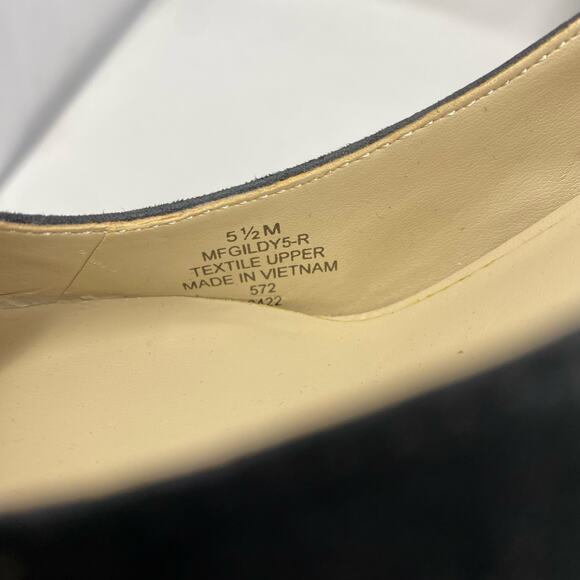 5 ½ M
MFGILDY5-R
TEXTILE UPPER
MADE IN VIETNAM
572